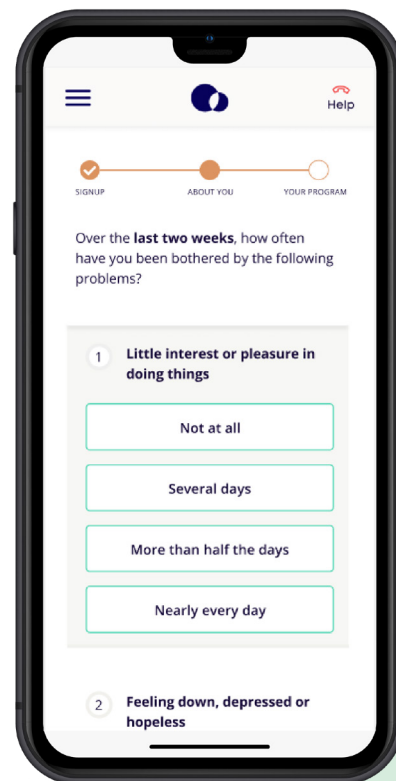 Help
SIGNUP ABOUT YOU YOUR PROGRAM
Over the last two weeks, how often
have you been bothered by the following
problems?
1 Little interest or pleasure in
doing things
Not at all
Several days
More than half the days
Nearly every day
2 Feeling down, depressed or
hopeless